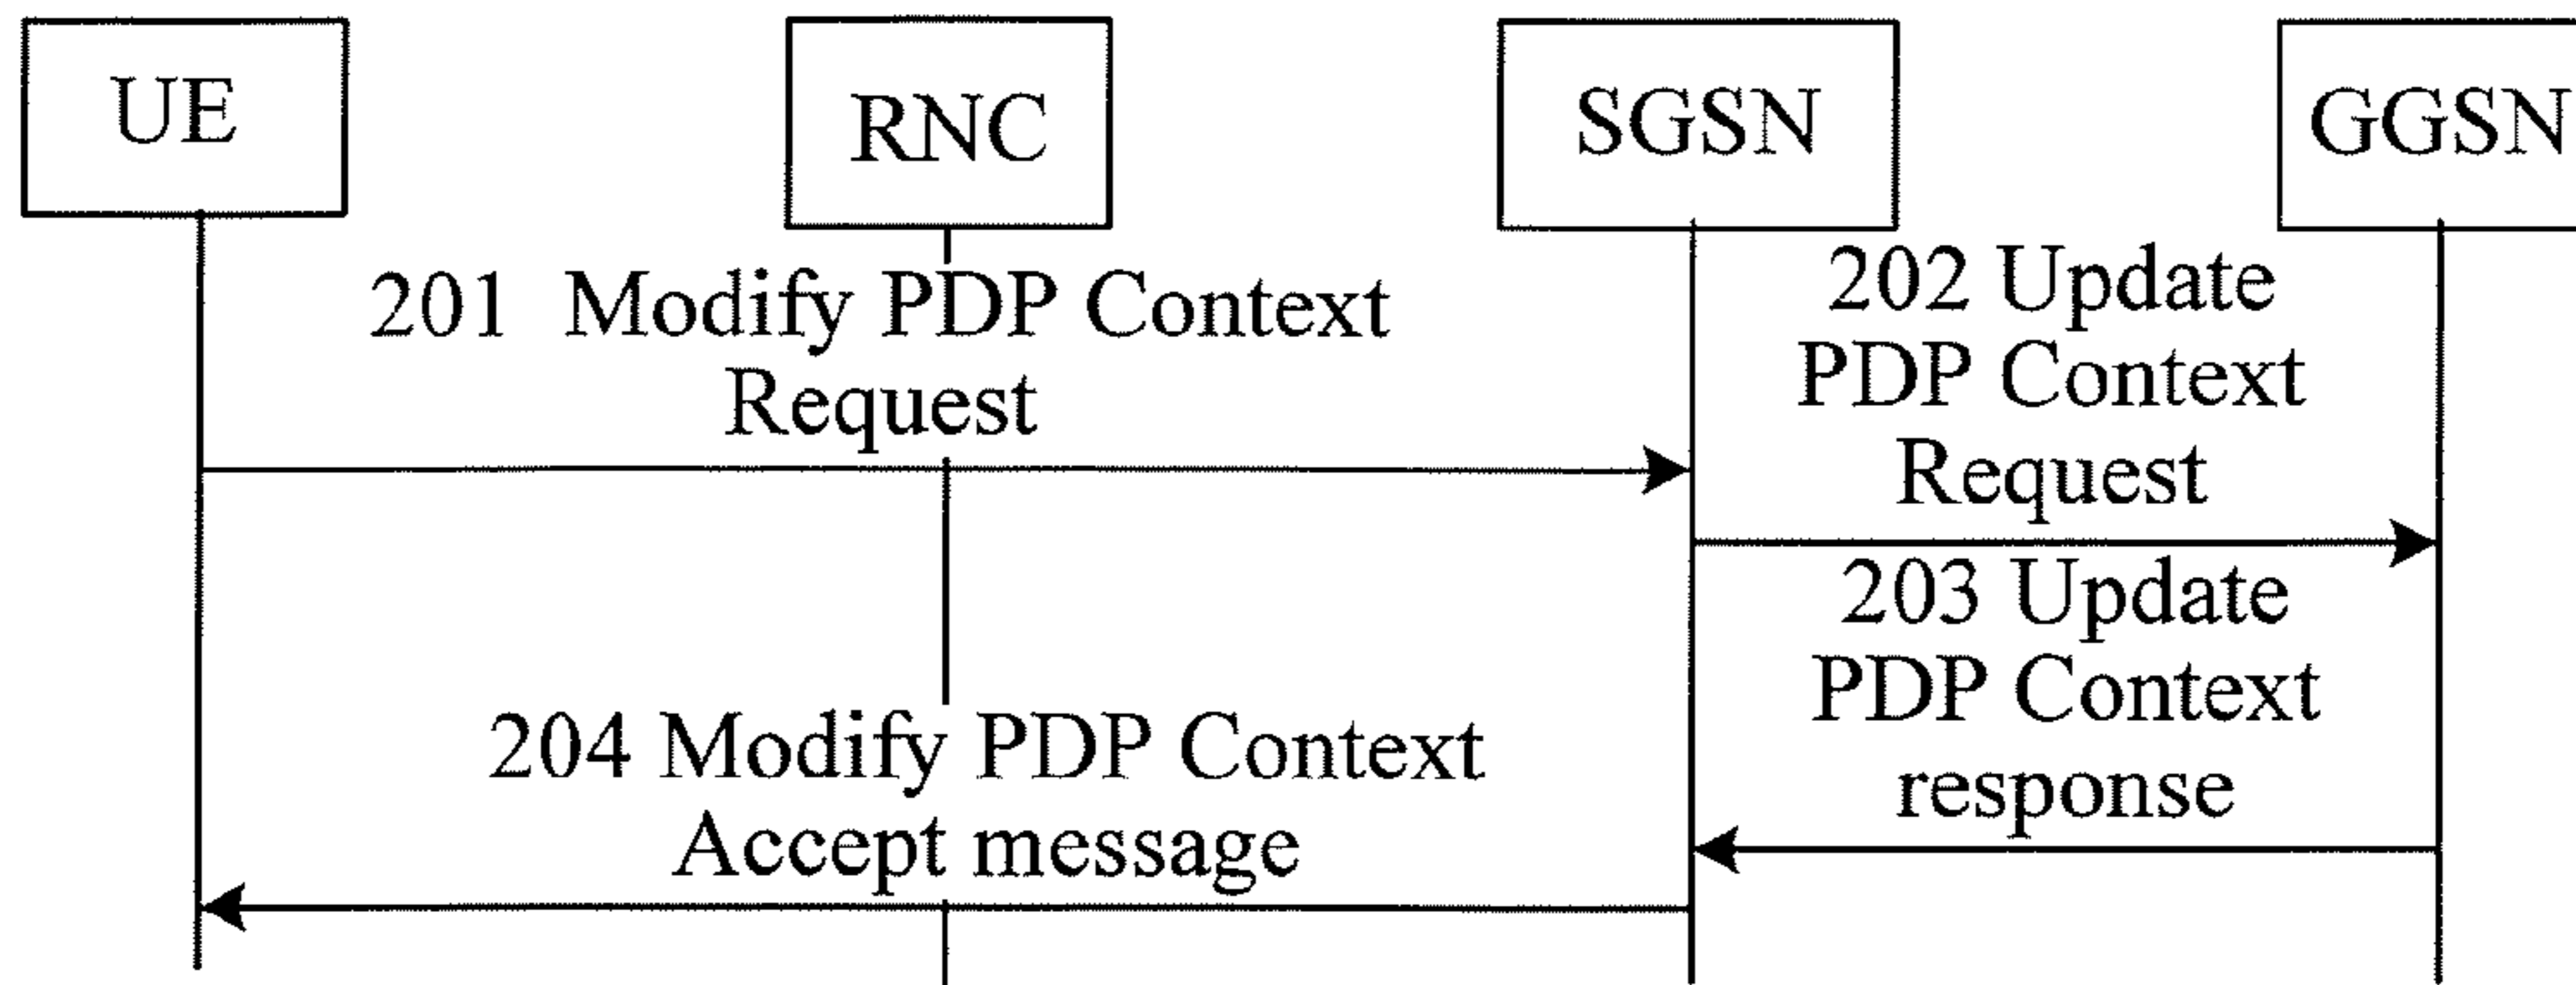 UE
RNC
SGSN
GGSN
201 Modify PDP Context
Request
202 Update
PDP Context
Request
203 Update
PDP Context
response
204 Modify PDP Context
Accept message